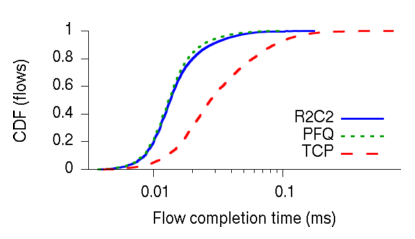 CDF (flows)
1
0.8
0.6
0.4
0.2
0
R2C2
PFQ
TCP
0.01 0.1
Flow completion time (ms)